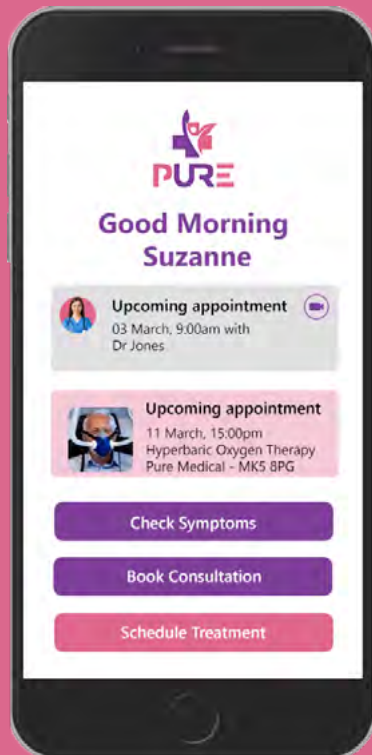 PURE
Good Morning
Suzanne
Upcoming appointment
03 March, 9:00am with
Dr Jones
Upcoming appointment
11 March, 15:00pm
Hyperbaric Oxygen Therapy
Pure Medical - MK5 8PG
Check Symptoms
Book Consultation
Schedule Treatment